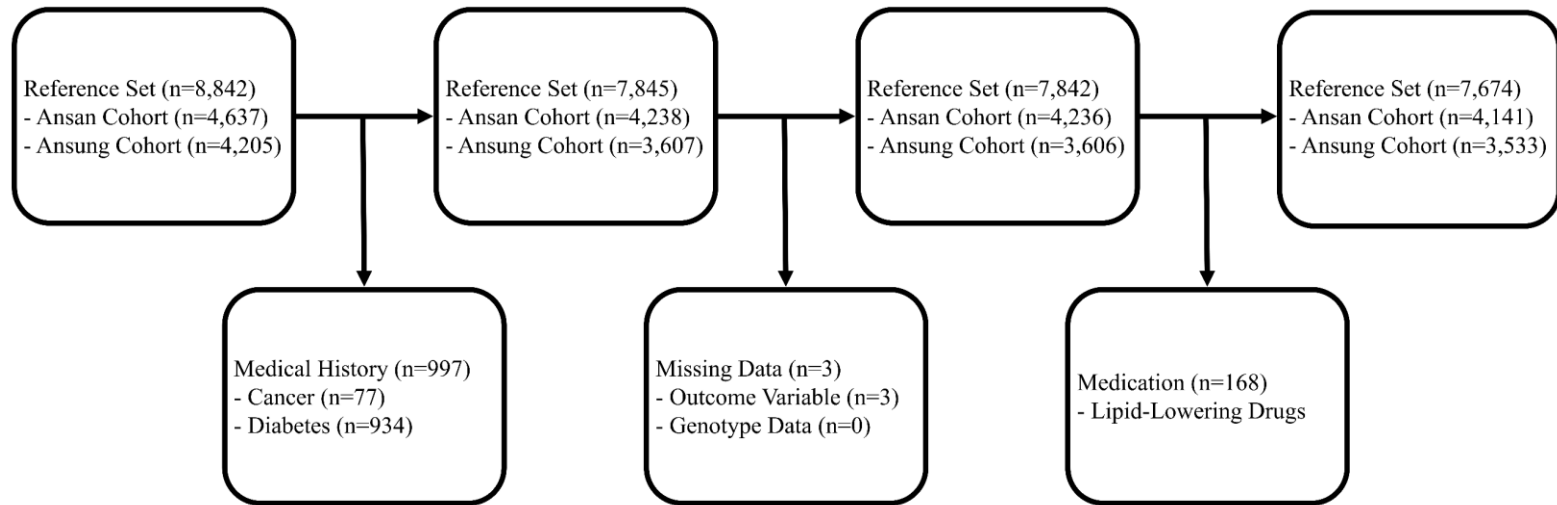 Reference Set (n=8,842)
- Ansan Cohort (n=4,637)
- Ansung Cohort (n=4,205)
Reference Set (n=7,845)
- Ansan Cohort (n=4,238)
- Ansung Cohort (n=3,607)
Reference Set (n=7,842)
- Ansan Cohort (n=4,236)
- Ansung Cohort (n=3,606)
Reference Set (n=7,674)
- Ansan Cohort (n=4,141)
- Ansung Cohort (n=3,533)
Medical History (n=997)
- Cancer (n=77)
- Diabetes (n=934)
Missing Data (n=3)
- Outcome Variable (n=3)
- Genotype Data (n=0)
Medication (n=168)
- Lipid-Lowering Drugs